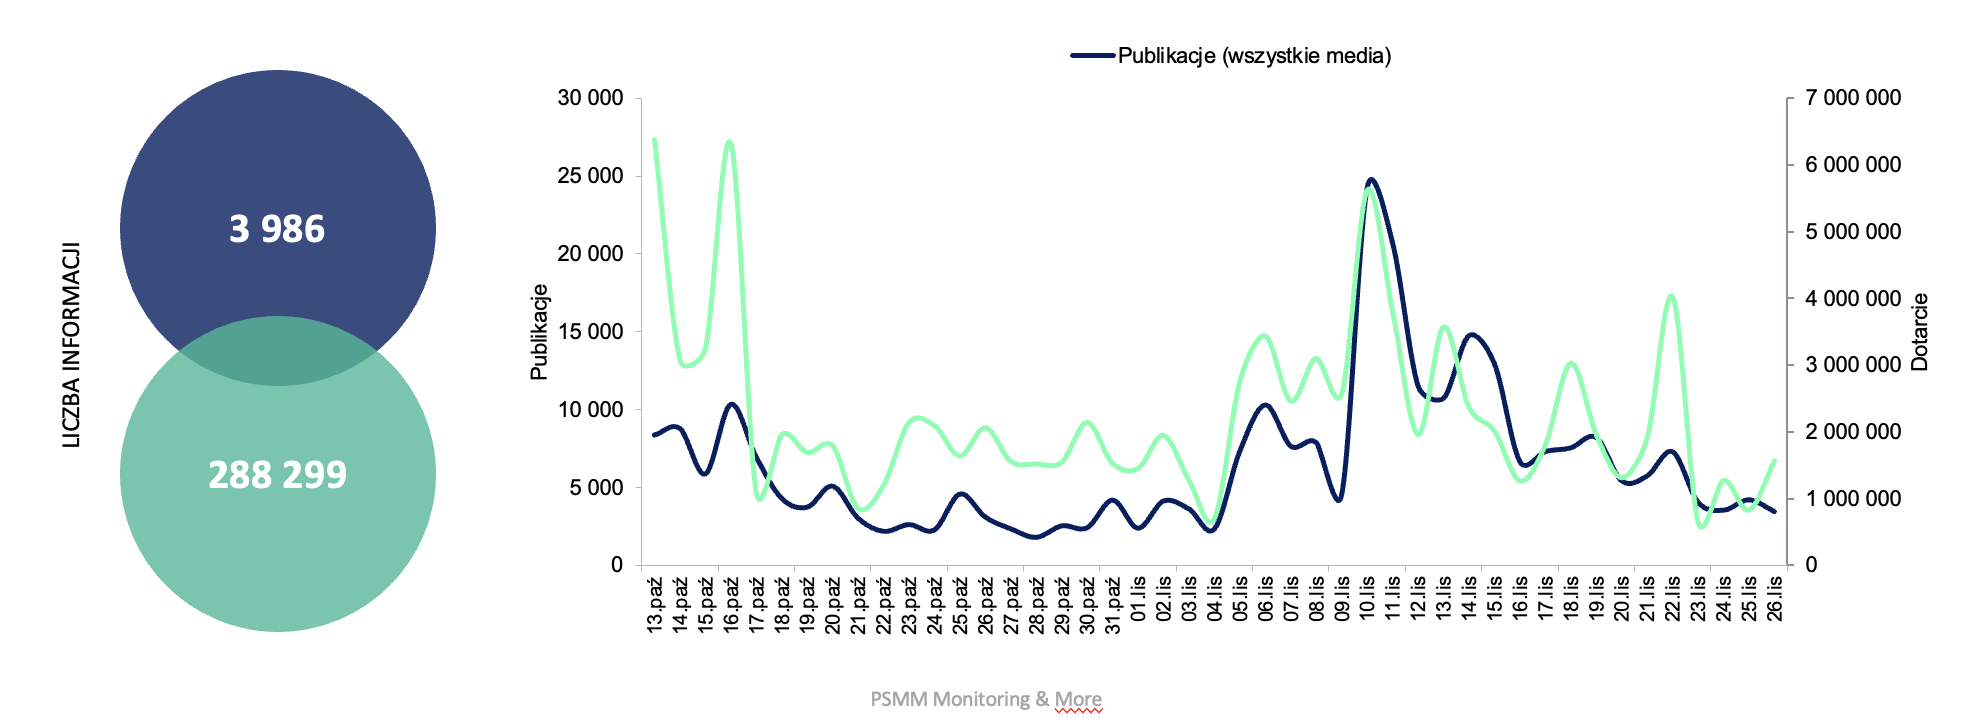 LICZBA INFORMACJI
3 986
288 299
Publikacje (wszystkie media)
Publikacje
30 000
25 000
20 000
15 000
10 000
5 000
0
7 000 000
6 000 000
5 000 000
4 000 000
3 000 000
2 000 000
1 000 000
0
Dotarcie
13.paź
14.paź
15.paź
16.paź
17.paź
18.paź
19.paź
20.paź
21.paź
22.paź
23.paź
24.paź
25.paź
26.paź
27.paź
28.paź
29.paź
30.paź
31.paź
01.lis
02.lis
03.lis
04.lis
05.lis
06.lis
07.lis
08.lis
09.lis
10.lis
11.lis
12.lis
13.lis
14.lis
15.lis
16.lis
17.lis
18.lis
19.lis
20.lis
21.lis
22.lis
23.lis
24.lis
25.lis
26.lis
PSMM Monitoring & More